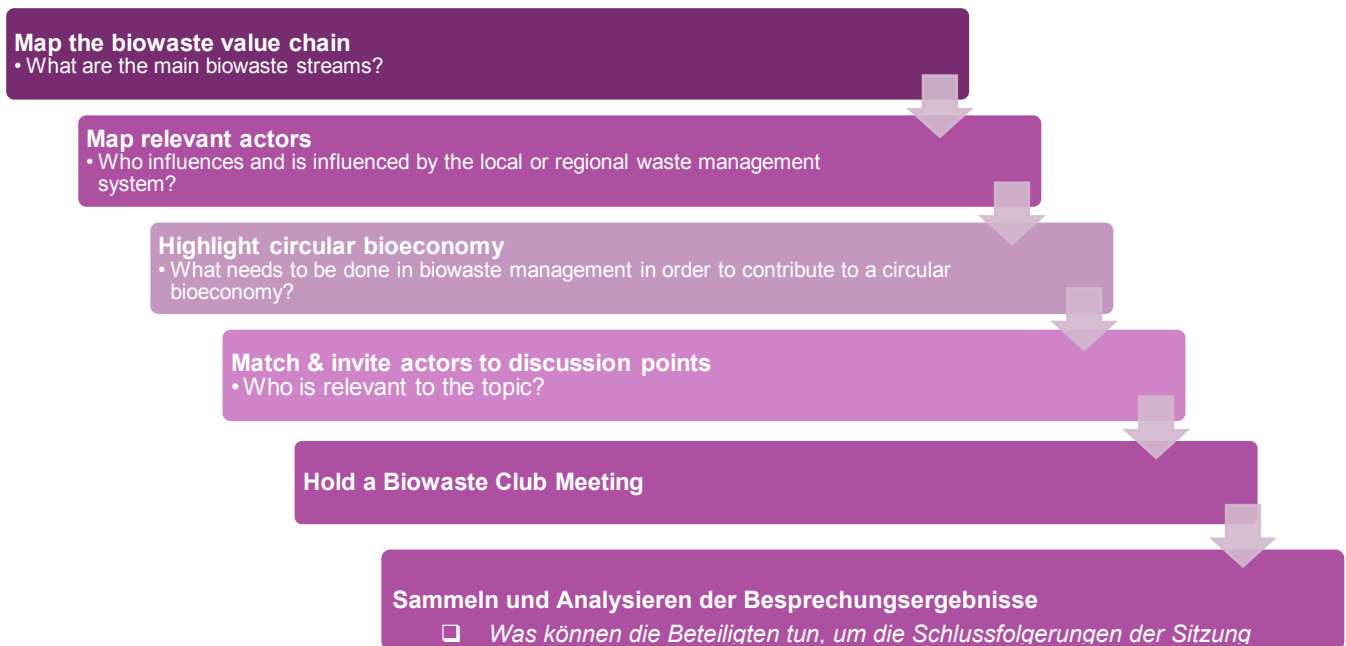 Map the biowaste value chain
• What are the main biowaste streams?
Map relevant actors
• Who influences and is influenced by the local or regional waste management
system?
Highlight circular bioeconomy
• What needs to be done in biowaste management in order to contribute to a circular
bioeconomy?
Match & invite actors to discussion points
• Who is relevant to the topic?
Hold a Biowaste Club Meeting
Sammeln und Analysieren der Besprechungsergebnisse
❑ Was können die Beteiligten tun, um die Schlussfolgerungen der Sitzung